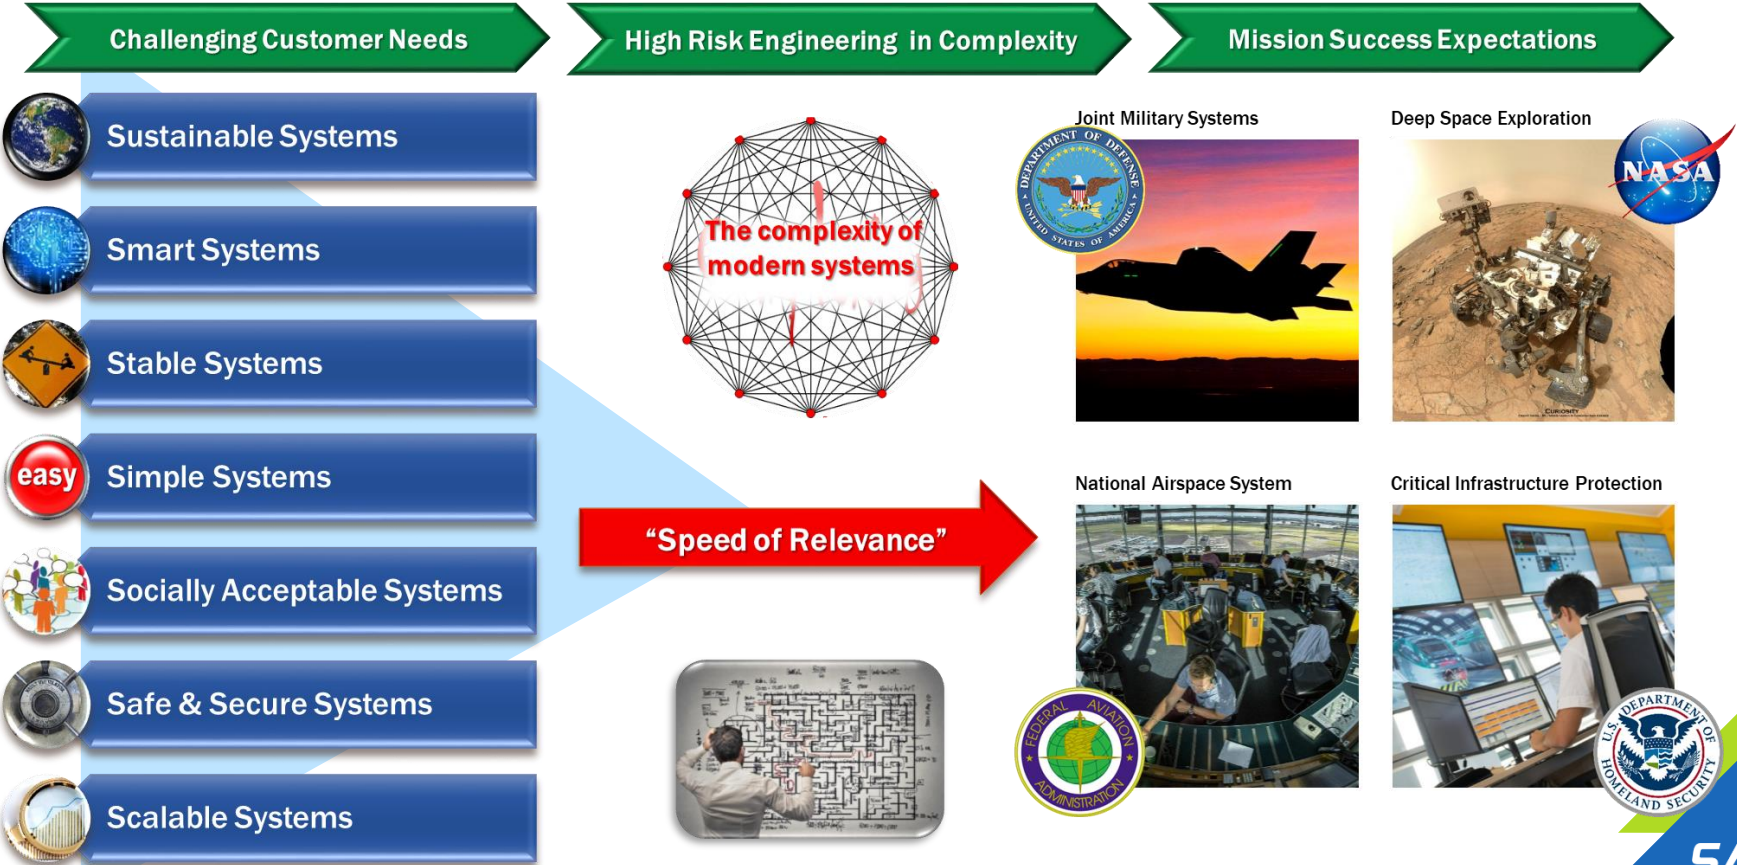 Challenging Customer Needs
High Risk Engineering in Complexity
Mission Success Expectations
Sustainable Systems
Smart Systems
Stable Systems
easy
Simple Systems
Socially Acceptable Systems
Safe & Secure Systems
Scalable Systems
The complexity of
modern systems
“Speed of Relevance”
Joint Military Systems
DEPARTMENT OF DEFENSE
UNITED STATES OF AMERICA
Deep Space Exploration
NASA
CURIOSITY
National Airspace System
FEDERAL AVIATION
ADMINISTRATION
Critical Infrastructure Protection
U.S. DEPARTMENT OF
HOMELAND SECURITY